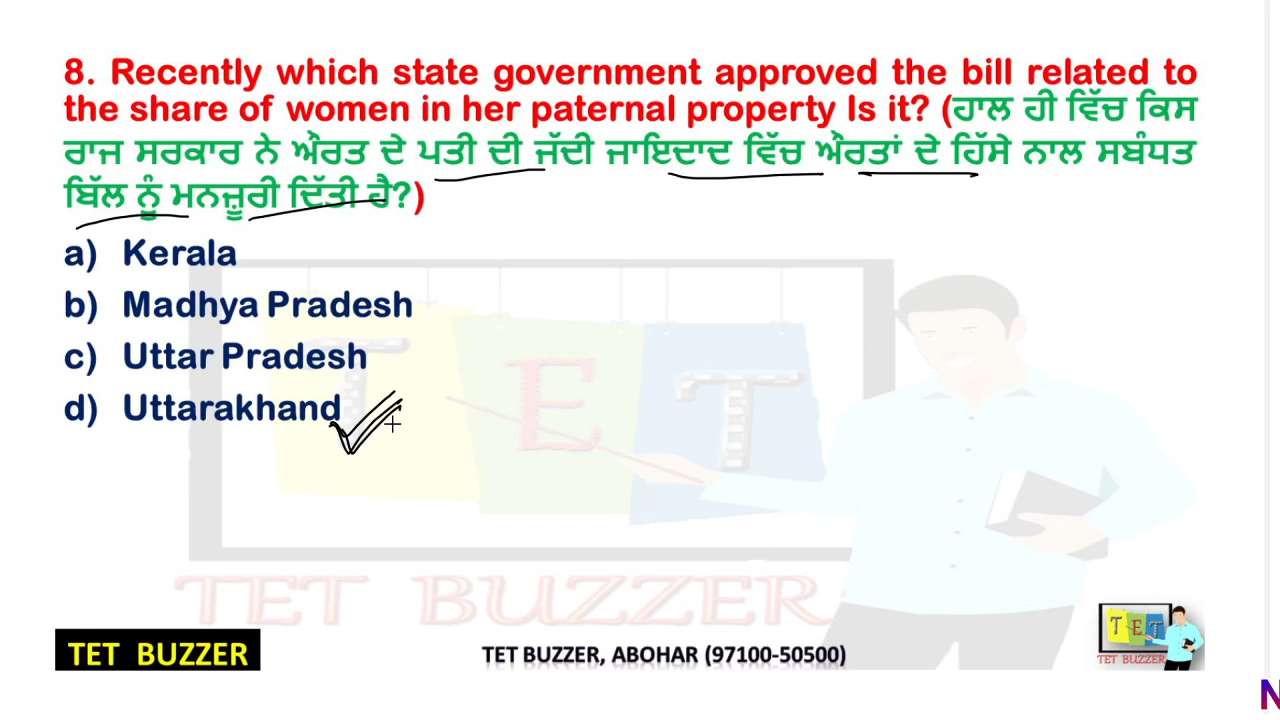 8. Recently which state government approved the bill related to
the share of women in her paternal property Is it? (ਹਾਲ ਹੀ ਵਿੱਚ ਕਿਸ
ਰਾਜ ਸਰਕਾਰ ਨੇ ਔਰਤ ਦੇ ਪਤੀ ਦੀ ਜੱਦੀ ਜਾਇਦਾਦ ਵਿੱਚ ਔਰਤਾਂ ਦੇ ਹਿੱਸੇ ਨਾਲ ਸਬੰਧਤ
ਬਿੱਲ ਨੂੰ ਮਨਜ਼ੂਰੀ ਦਿੱਤੀ ਹੈ?)
a) Kerala
b) Madhya Pradesh
c) Uttar Pradesh
d) Uttarakhand
TET
TET BUZZER
TET BUZZER
TET BUZZER, ABOHAR (97100-50500)
TET
TET BUZZER
N